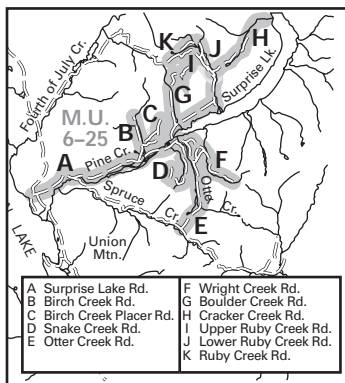 K
J
H
I
Fourth of July Cr.
G
Surprise Lk.
M.U.
6–25
C
B
A
Pine Cr.
D
F
Otter
Spruce
Cr.
Cr.
E
LAKE
Union
Mtn.
A Surprise Lake Rd.
B Birch Creek Rd.
C Birch Creek Placer Rd.
D Snake Creek Rd.
E Otter Creek Rd.
F Wright Creek Rd.
G Boulder Creek Rd.
H Cracker Creek Rd.
I Upper Ruby Creek Rd.
J Lower Ruby Creek Rd.
K Ruby Creek Rd.